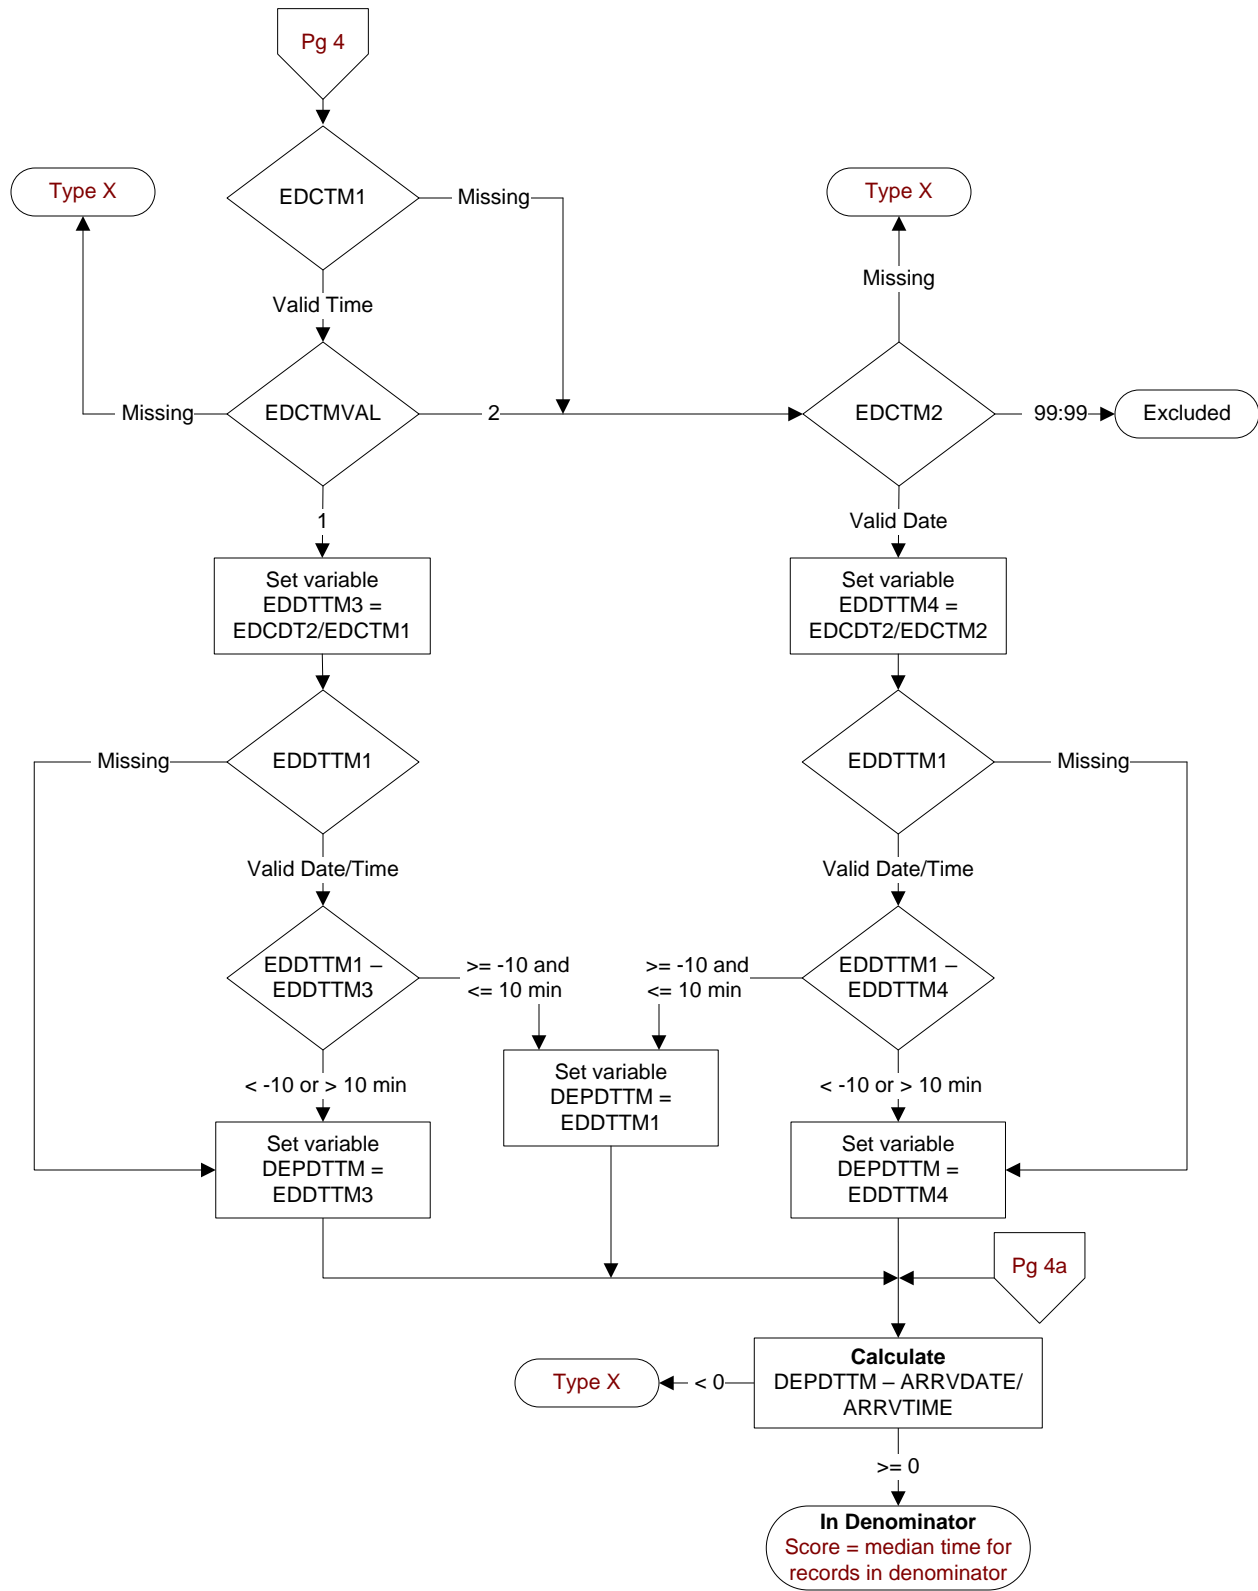 Pg 4
EDCTM1
Missing
Type X
Type X
Missing
Valid Time
Missing
EDCTMVAL
2
EDCTM2
99:99
Excluded
1
Valid Date
Set variable
EDDTTM3 =
EDCDT2/EDCTM1
Set variable
EDDTTM4 =
EDCDT2/EDCTM2
Missing
EDDTTM1
EDDTTM1
Missing
Valid Date/Time
Valid Date/Time
EDDTTM1 –
EDDTTM3
>= -10 and
<= 10 min
>= -10 and
<= 10 min
EDDTTM1 –
EDDTTM4
< -10 or > 10 min
Set variable
DEPDTTM =
EDDTTM1
< -10 or > 10 min
Set variable
DEPDTTM =
EDDTTM3
Set variable
DEPDTTM =
EDDTTM4
Pg 4a
Type X
< 0
Calculate
DEPDTTM – ARRVDATE/
ARRVTIME
>= 0
In Denominator
Score = median time for
records in denominator